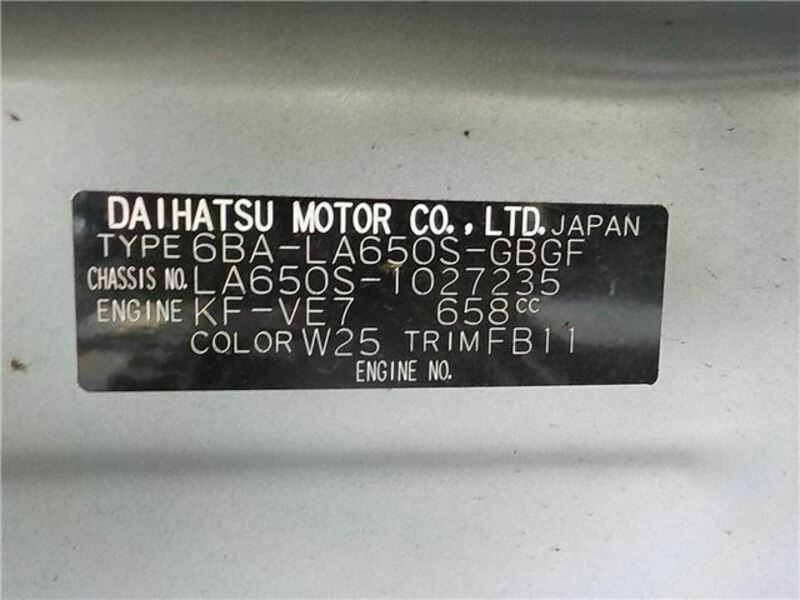 DAIHATSU MOTOR CO., LTD. JAPAN
TYPE 6BA-LA650S-GBGF
CHASSIS NO. LA650S-1027235
ENGINE KF-VE7 658cc
COLOR W25 TRIM FB11
ENGINE NO.